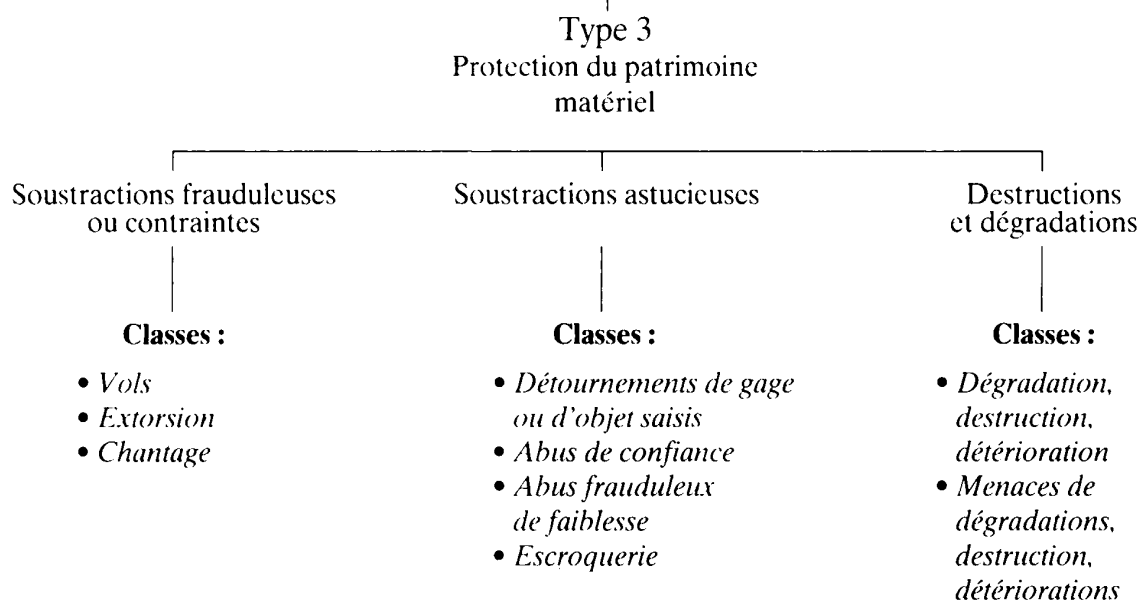 Type 3
Protection du patrimoine
matériel
Soustractions frauduleuses
ou contraintes
Soustractions astucieuses
Destructions
et dégradations
Classes :
• Vols
• Extorsion
• Chantage
Classes :
• Détournements de gage
ou d'objet saisis
• Abus de confiance
• Abus frauduleux
de faiblesse
• Escroquerie
Classes :
• Dégradation,
destruction,
détérioration
• Menaces de
dégradations,
destruction,
détériorations